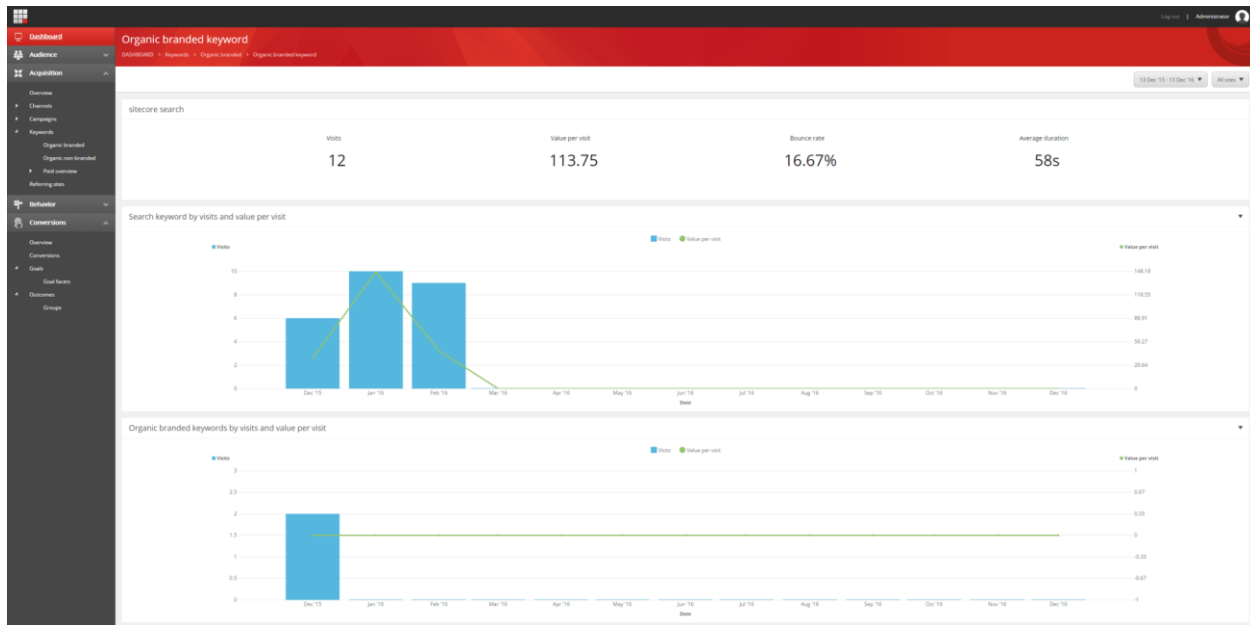 Log out | Administrator
Dashboard
Audience
Acquisition
Overview
Channels
Campaigns
Keywords
Organic branded
Organic non-branded
Paid overview
Referring sites
Behavior
Conversions
Overview
Conversions
Goals
Goal facets
Outcomes
Groups
Organic branded keyword
DASHBOARD > Keywords > Organic branded > Organic branded keyword
13 Dec '15 - 13 Dec '16 ▼ All sites ▼
sitecore search
Visits Value per visit Bounce rate Average duration
12 113.75 16.67% 58s
Search keyword by visits and value per visit
Visits Value per visit
Visits Value per visit
10 148.18
8 118.55
6 88.91
4 59.27
2 29.64
0 0
Dec '15 Jan '16 Feb '16 Mar '16 Apr '16 May '16 Jun '16 Jul '16 Aug '16 Sep '16 Oct '16 Nov '16 Dec '16
Date
Organic branded keywords by visits and value per visit
Visits Value per visit
Visits Value per visit
3 1
2.5 0.67
2 0.33
1.5 0
1 -0.33
0.5 -0.67
0 -1
Dec '15 Jan '16 Feb '16 Mar '16 Apr '16 May '16 Jun '16 Jul '16 Aug '16 Sep '16 Oct '16 Nov '16 Dec '16
Date